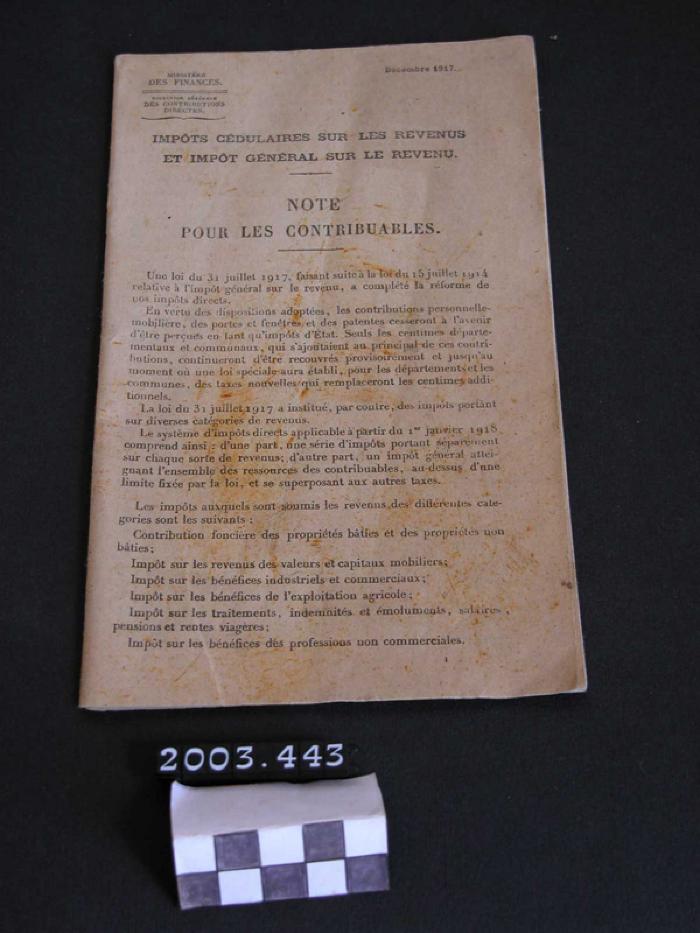 MINISTÈRE
DES FINANCES.
DIRECTION GÉNÉRALE
DES CONTRIBUTIONS
DIRECTES.
Décembre 1917.
IMPÔTS CÉDULAIRES SUR LES REVENUS
ET IMPÔT GÉNÉRAL SUR LE REVENU.
NOTE
POUR LES CONTRIBUABLES.
Une loi du 31 juillet 1917, faisant suite à la loi du 15 juillet 1914
relative à l'impôt général sur le revenu, a complété la réforme de
nos impôts directs.
En vertu des dispositions adoptées, les contributions personnelle-
mobilière, des portes et fenêtres et des patentes cesseront à l'avenir
d'être perçues en tant qu'impôts d'État. Seuls les centimes départe-
mentaux et communaux, qui s'ajoutaient au principal de ces contri-
butions, continueront d'être recouvrés provisoirement et jusqu'au
moment où une loi spéciale aura établi, pour les départements et les
communes, des taxes nouvelles qui remplaceront les centimes addi-
tionnels.
La loi du 31 juillet 1917 a institué, par contre, des impôts portant
sur diverses catégories de revenus.
Le système d'impôts directs applicable à partir du 1er janvier 1918
comprend ainsi : d'une part, une série d'impôts portant séparément
sur chaque sorte de revenus; d'autre part, un impôt général attei-
gnant l'ensemble des ressources des contribuables, au-dessus d'une
limite fixée par la loi, et se superposant aux autres taxes.
Les impôts auxquels sont soumis les revenus des différentes caté-
gories sont les suivants :
Contribution foncière des propriétés bâties et des propriétés non
bâties;
Impôt sur les revenus des valeurs et capitaux mobiliers;
Impôt sur les bénéfices industriels et commerciaux;
Impôt sur les bénéfices de l'exploitation agricole;
Impôt sur les traitements, indemnités et émoluments, salaires,
pensions et rentes viagères;
Impôt sur les bénéfices des professions non commerciales.
2003.443